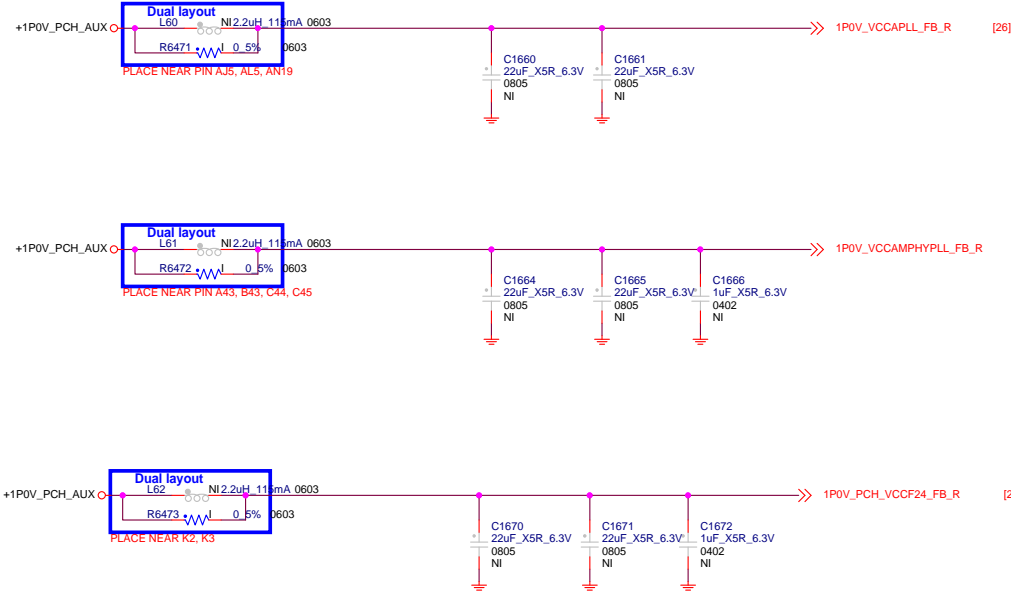 Dual layout
+1P0V_PCH_AUX L60 NI 2.2uH_115mA 0603 1P0V_VCCAPLL_FB_R [26]
R6471 I 0_5% 0603
PLACE NEAR PIN AJ5, AL5, AN19
C1660 C1661
22uF_X5R_6.3V 22uF_X5R_6.3V
0805 0805
NI NI
Dual layout
+1P0V_PCH_AUX L61 NI 2.2uH_115mA 0603 1P0V_VCCAMPHYPLL_FB_R
R6472 I 0_5% 0603
PLACE NEAR PIN A43, B43, C44, C45
C1664 C1665 C1666
22uF_X5R_6.3V 22uF_X5R_6.3V 1uF_X5R_6.3V
0805 0805 0402
NI NI NI
Dual layout
+1P0V_PCH_AUX L62 NI 2.2uH_115mA 0603 1P0V_PCH_VCCF24_FB_R
R6473 I 0_5% 0603
PLACE NEAR K2, K3
C1670 C1671 C1672
22uF_X5R_6.3V 22uF_X5R_6.3V 1uF_X5R_6.3V
0805 0805 0402
NI NI NI